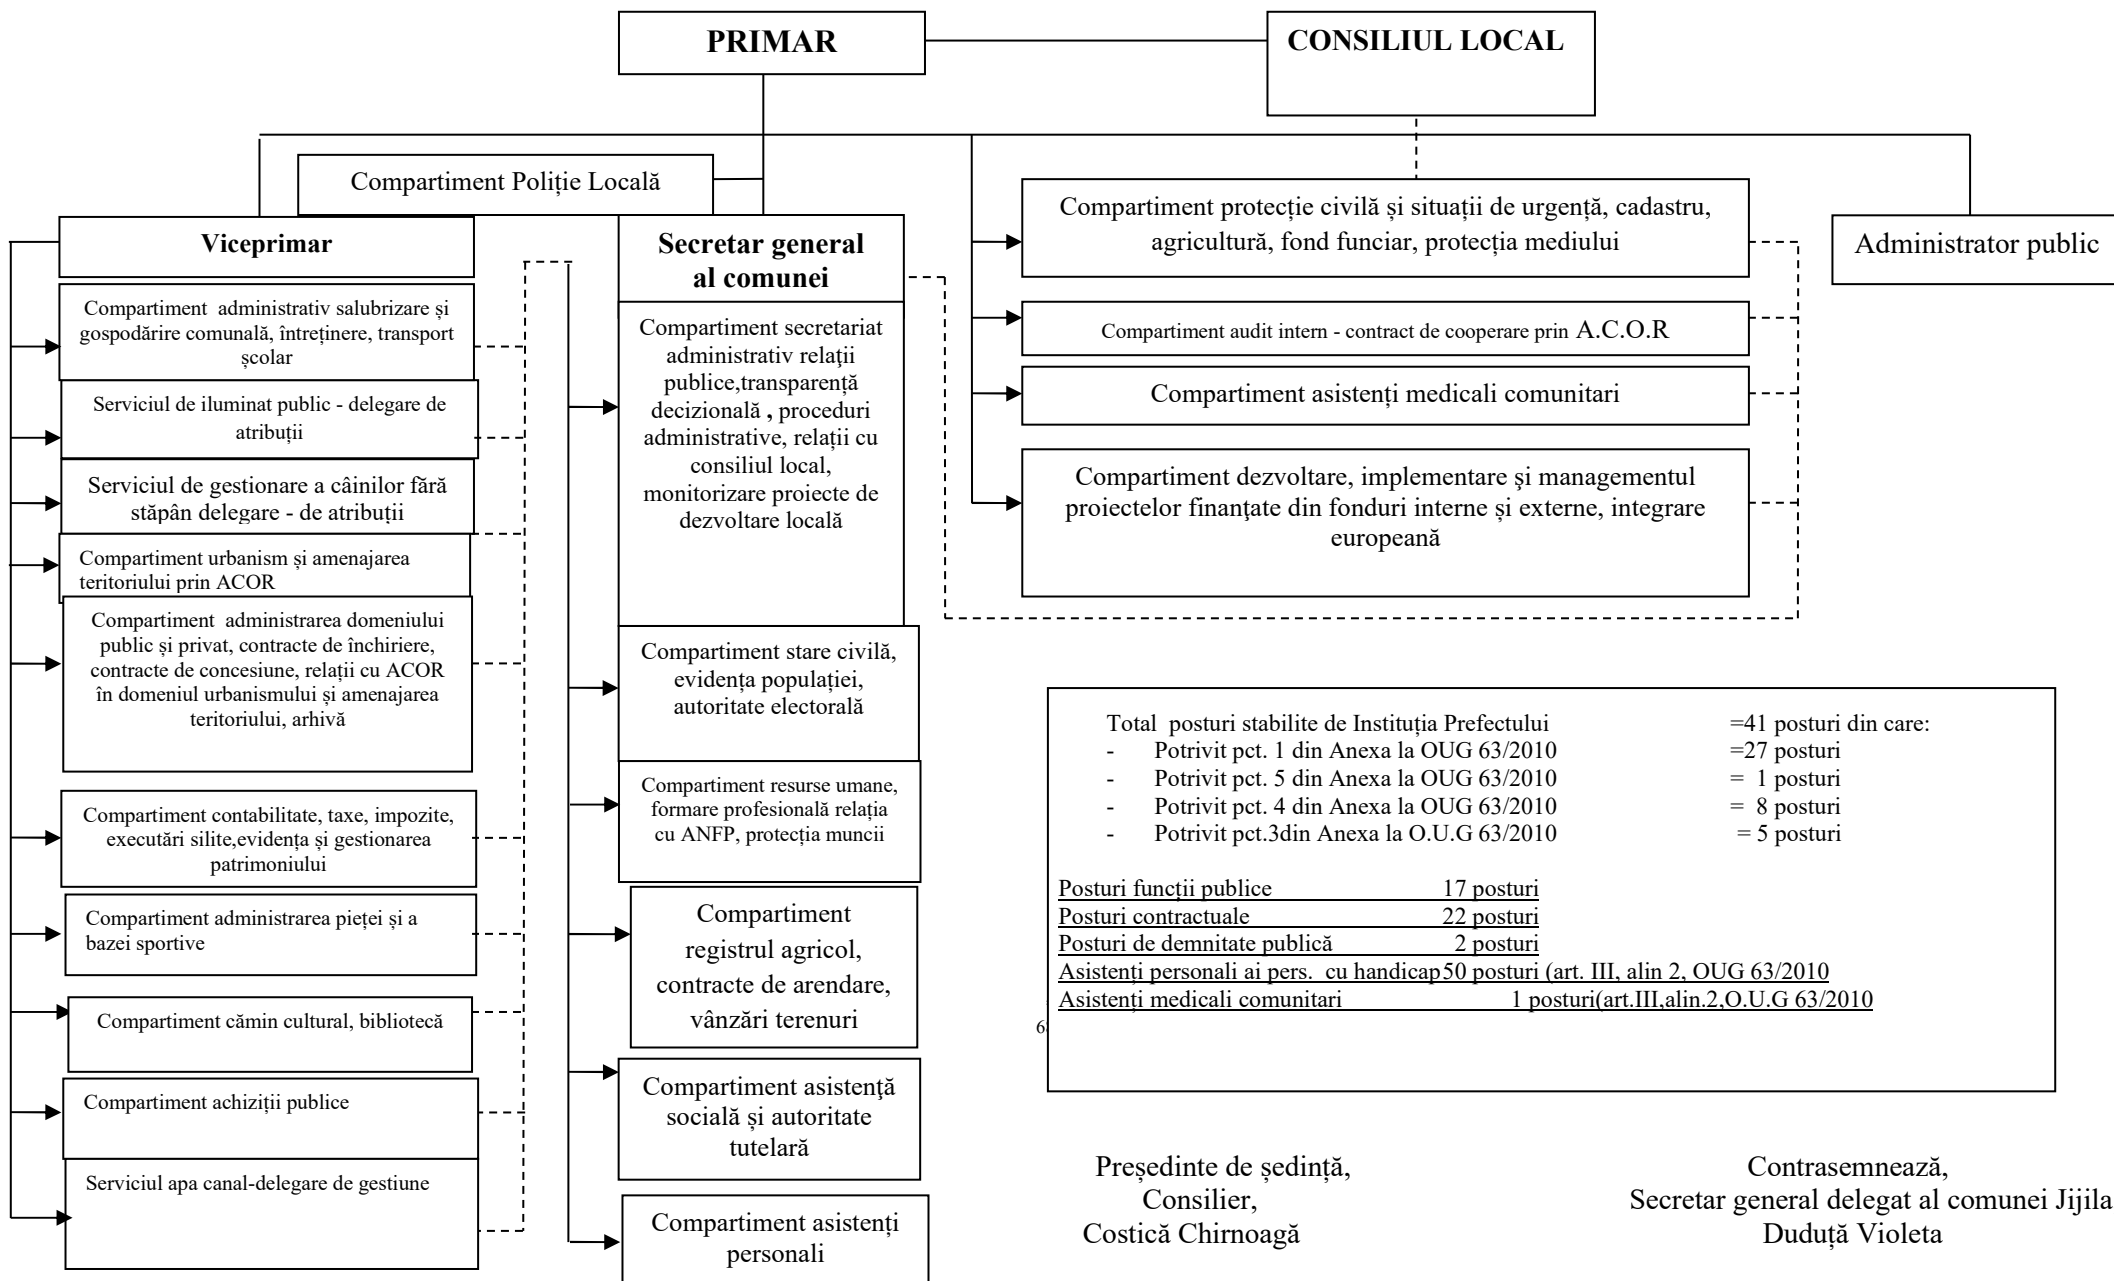 PRIMAR
CONSILIUL LOCAL
Compartiment Poliție Locală
Viceprimar
Compartiment administrativ salubrizare și
gospodărire comunală, întreținere, transport
școlar
Serviciul de iluminat public - delegare de
atribuții
Serviciul de gestionare a câinilor fără
stăpân delegare - de atribuții
Compartiment urbanism și amenajarea
teritoriului prin ACOR
Compartiment administrarea domeniului
public și privat, contracte de închiriere,
contracte de concesiune, relații cu ACOR
în domeniul urbanismului și amenajarea
teritoriului, arhivă
Compartiment contabilitate, taxe, impozite,
executări silite,evidența și gestionarea
patrimoniului
Compartiment administrarea pieței și a
bazei sportive
Compartiment cămin cultural, bibliotecă
Compartiment achiziții publice
Serviciul apa canal-delegare de gestiune
Secretar general
al comunei
Compartiment secretariat
administrativ relaţii
publice,transparență
decizională , proceduri
administrative, relații cu
consiliul local,
monitorizare proiecte de
dezvoltare locală
Compartiment stare civilă,
evidența populației,
autoritate electorală
Compartiment resurse umane,
formare profesională relația
cu ANFP, protecția muncii
Compartiment
registrul agricol,
contracte de arendare,
vânzări terenuri
Compartiment asistenţă
socială și autoritate
tutelară
Compartiment asistenți
personali
Compartiment protecție civilă și situații de urgență, cadastru,
agricultură, fond funciar, protecția mediului
Compartiment audit intern - contract de cooperare prin A.C.O.R
Compartiment asistenți medicali comunitari
Compartiment dezvoltare, implementare şi managementul
proiectelor finanţate din fonduri interne și externe, integrare
europeană
Administrator public
Total posturi stabilite de Instituția Prefectului =41 posturi din care:
- Potrivit pct. 1 din Anexa la OUG 63/2010 =27 posturi
- Potrivit pct. 5 din Anexa la OUG 63/2010 = 1 posturi
- Potrivit pct. 4 din Anexa la OUG 63/2010 = 8 posturi
- Potrivit pct.3din Anexa la O.U.G 63/2010 = 5 posturi
Posturi funcții publice 17 posturi
Posturi contractuale 22 posturi
Posturi de demnitate publică 2 posturi
Asistenți personali ai pers. cu handicap50 posturi (art. III, alin 2, OUG 63/2010
Asistenți medicali comunitari 1 posturi(art.III,alin.2,O.U.G 63/2010
Președinte de ședință,
Consilier,
Costică Chirnoagă
Contrasemnează,
Secretar general delegat al comunei Jijila
Duduță Violeta